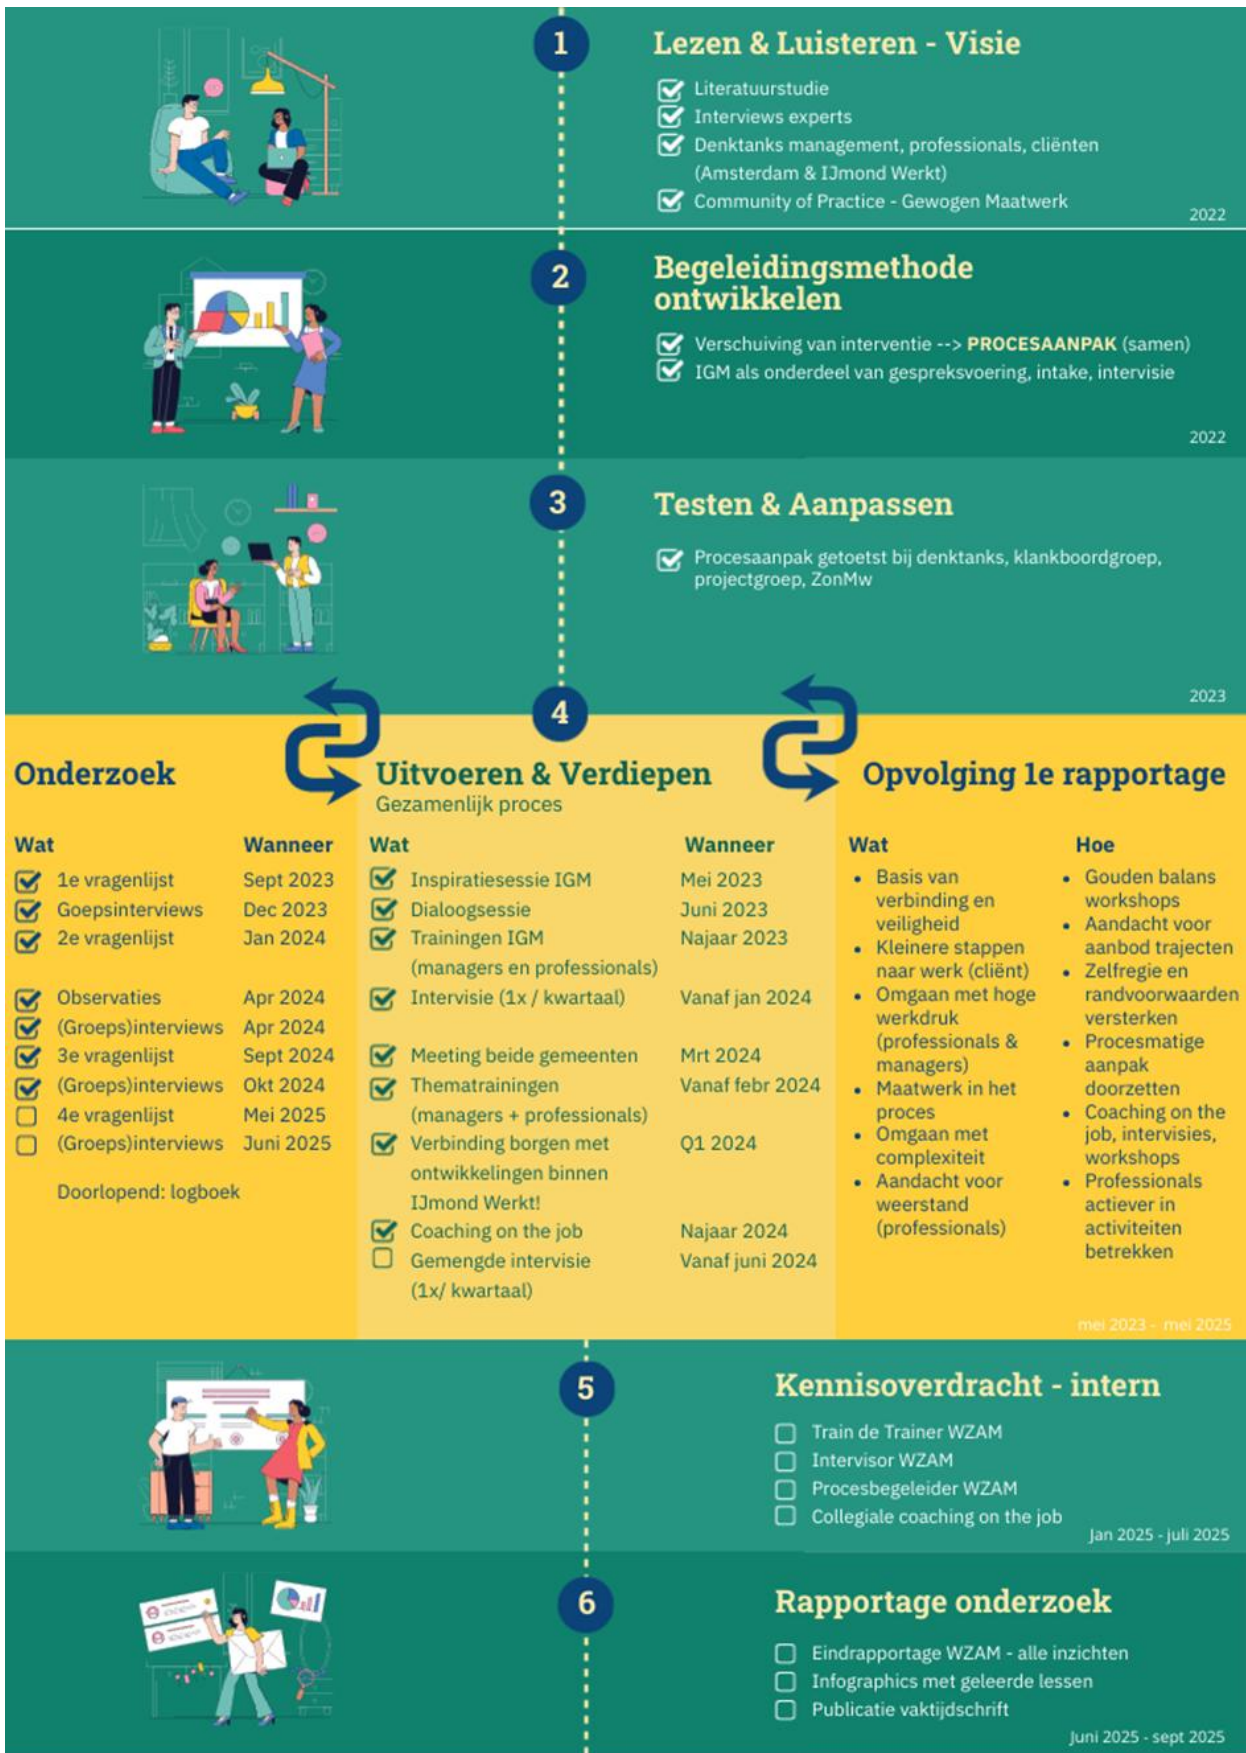 1
Lezen & Luisteren - Visie
Literatuurstudie
Interviews experts
Denktanks management, professionals, cliënten
(Amsterdam & IJmond Werkt)
Community of Practice - Gewogen Maatwerk
2022
2
Begeleidingsmethode
ontwikkelen
Verschuiving van interventie --> PROCESAANPAK (samen)
IGM als onderdeel van gespreksvoering, intake, intervisie
2022
3
Testen & Aanpassen
Procesaanpak getoetst bij denktanks, klankboordgroep,
projectgroep, ZonMw
2023
4
Onderzoek
Wat Wanneer
1e vragenlijst Sept 2023
Goepsinterviews Dec 2023
2e vragenlijst Jan 2024
Observaties Apr 2024
(Groeps)interviews Apr 2024
3e vragenlijst Sept 2024
(Groeps)interviews Okt 2024
4e vragenlijst Mei 2025
(Groeps)interviews Juni 2025
Doorlopend: logboek
Uitvoeren & Verdiepen
Gezamenlijk proces
Wat Wanneer
Inspiratiesessie IGM Mei 2023
Dialoogsessie Juni 2023
Trainingen IGM Najaar 2023
(managers en professionals)
Intervisie (1x / kwartaal) Vanaf jan 2024
Meeting beide gemeenten Mrt 2024
Thematrainingen Vanaf febr 2024
(managers + professionals)
Verbinding borgen met Q1 2024
ontwikkelingen binnen
IJmond Werkt!
Coaching on the job Najaar 2024
Gemengde intervisie Vanaf juni 2024
(1x/ kwartaal)
Opvolging 1e rapportage
Wat
• Basis van
verbinding en
veiligheid
• Kleinere stappen
naar werk (cliënt)
• Omgaan met hoge
werkdruk
(professionals &
managers)
• Maatwerk in het
proces
• Omgaan met
complexiteit
• Aandacht voor
weerstand
(professionals)
Hoe
• Gouden balans
workshops
• Aandacht voor
aanbod trajecten
• Zelfregie en
randvoorwaarden
versterken
• Procesmatige
aanpak
doorzetten
• Coaching on the
job, intervisies,
workshops
• Professionals
actiever in
activiteiten
betrekken
mei 2023 - mei 2025
5
Kennisoverdracht - intern
Train de Trainer WZAM
Intervisor WZAM
Procesbegeleider WZAM
Collegiale coaching on the job
Jan 2025 - juli 2025
6
Rapportage onderzoek
Eindrapportage WZAM - alle inzichten
Infographics met geleerde lessen
Publicatie vaktijdschrift
Juni 2025 - sept 2025